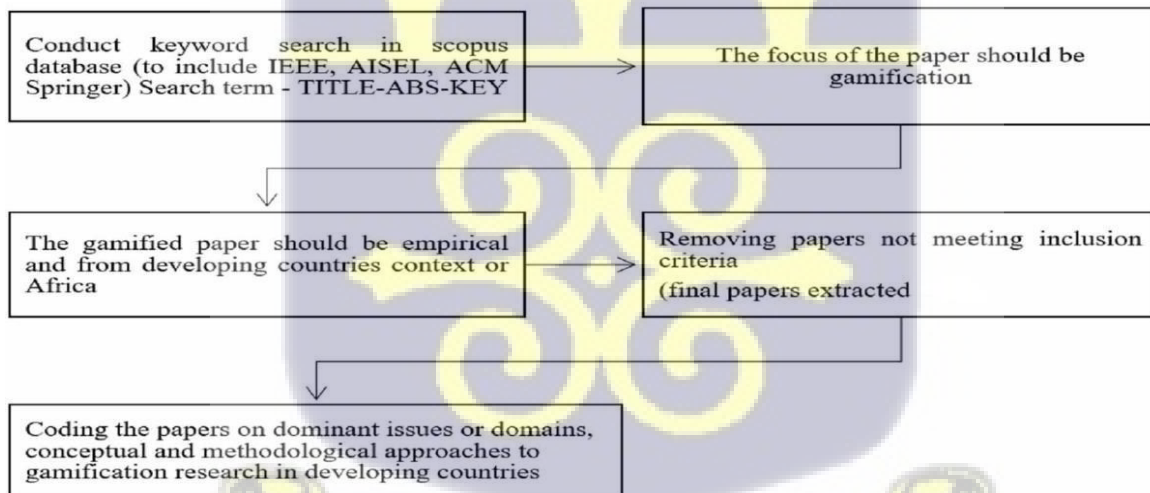 Conduct keyword search in scopus
database (to include IEEE, AISEL, ACM
Springer) Search term - TITLE-ABS-KEY
The focus of the paper should be
gamification
The gamified paper should be empirical
and from developing countries context or
Africa
Removing papers not meeting inclusion
criteria
(final papers extracted
Coding the papers on dominant issues or domains,
conceptual and methodological approaches to
gamification research in developing countries